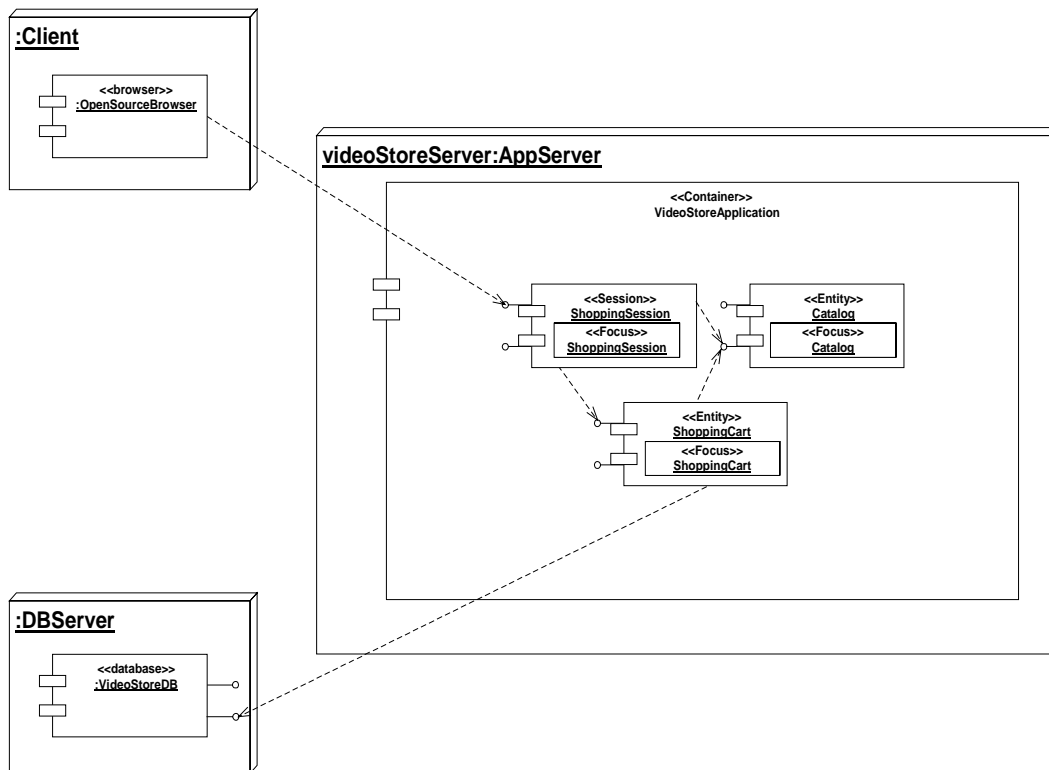 :Client
<<browser>>
:OpenSourceBrowser
videoStoreServer:AppServer
<<Container>>
VideoStoreApplication
<<Session>>
ShoppingSession
<<Focus>>
ShoppingSession
<<Entity>>
Catalog
<<Focus>>
Catalog
<<Entity>>
ShoppingCart
<<Focus>>
ShoppingCart
:DBServer
<<database>>
:VideoStoreDB